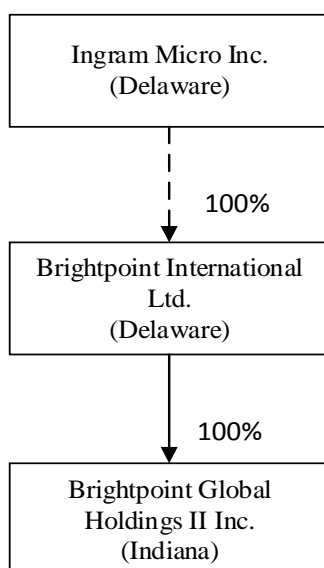 Ingram Micro Inc.
(Delaware)
100%
Brightpoint International
Ltd.
(Delaware)
100%
Brightpoint Global
Holdings II Inc.
(Indiana)